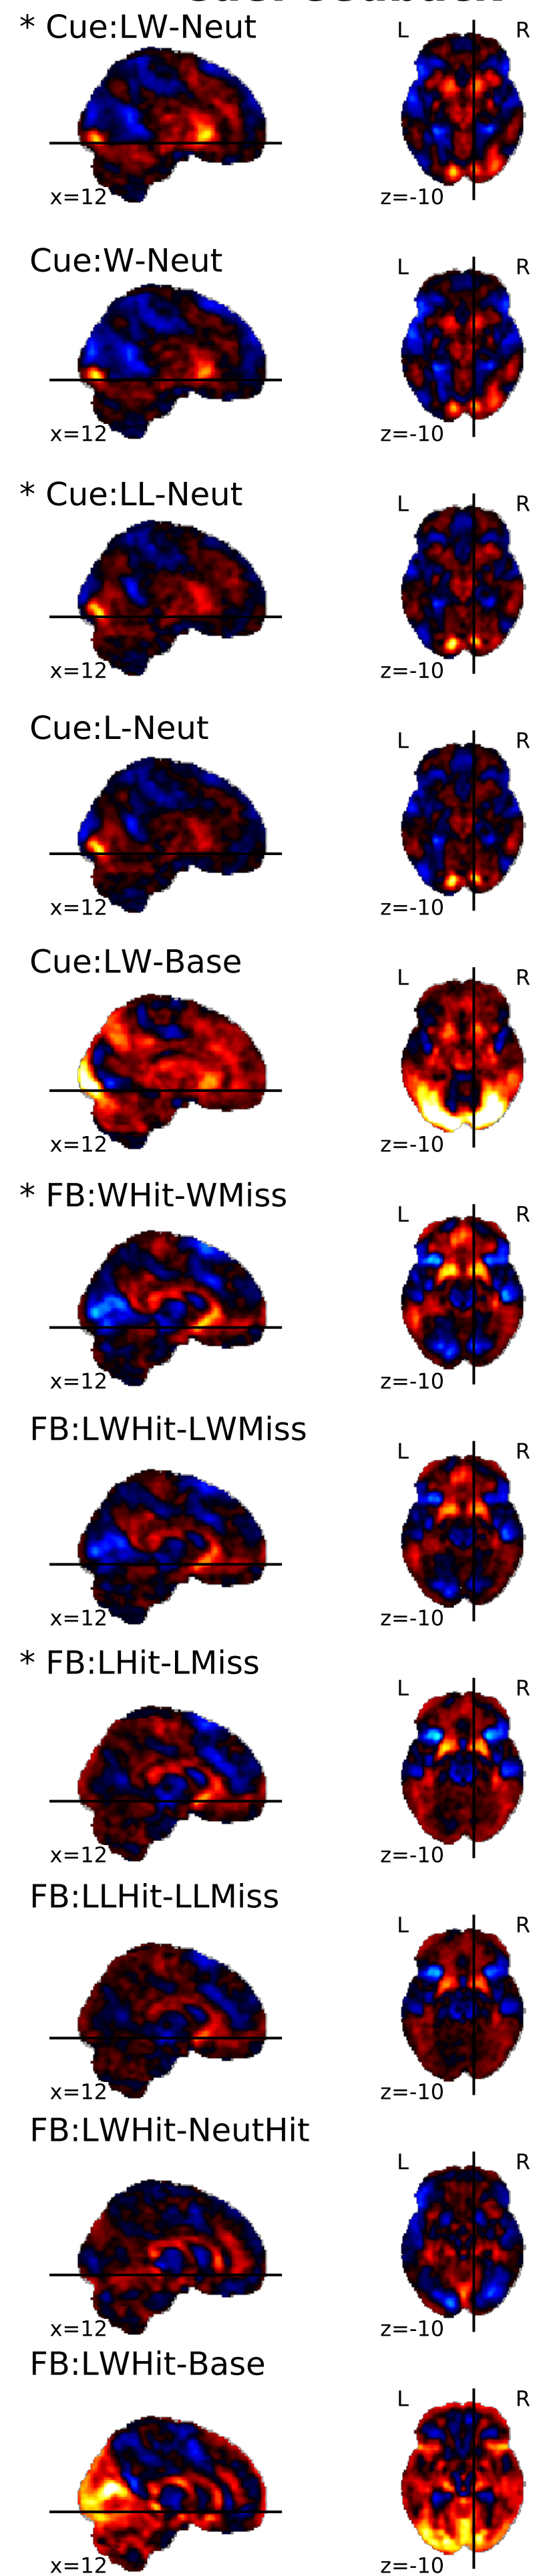 * Cue:LW-Neut
L R
x=12 z=-10
Cue:W-Neut
L R
x=12 z=-10
* Cue:LL-Neut
L R
x=12 z=-10
Cue:L-Neut
L R
x=12 z=-10
Cue:LW-Base
L R
x=12 z=-10
* FB:WHit-WMiss
L R
x=12 z=-10
FB:LWHit-LWMiss
L R
x=12 z=-10
* FB:LHit-LMiss
L R
x=12 z=-10
FB:LLHit-LLMiss
L R
x=12 z=-10
FB:LWHit-NeutHit
L R
x=12 z=-10
FB:LWHit-Base
L R
x=12 z=-10